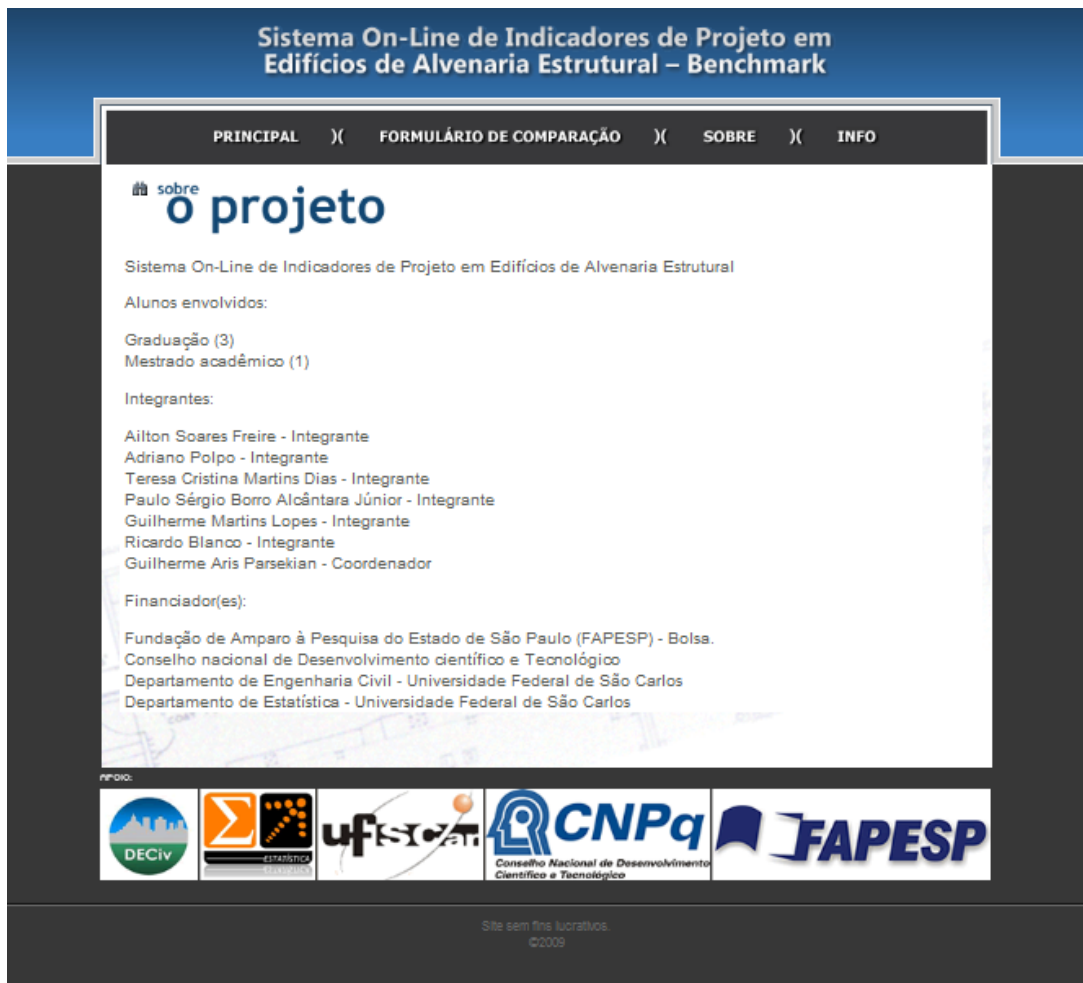 Sistema On-Line de Indicadores de Projeto em
Edifícios de Alvenaria Estrutural – Benchmark
PRINCIPAL )( FORMULÁRIO DE COMPARAÇÃO )( SOBRE )( INFO
sobre
o projeto
Sistema On-Line de Indicadores de Projeto em Edifícios de Alvenaria Estrutural
Alunos envolvidos:
Graduação (3)
Mestrado acadêmico (1)
Integrantes:
Ailton Soares Freire - Integrante
Adriano Polpo - Integrante
Teresa Cristina Martins Dias - Integrante
Paulo Sérgio Borro Alcântara Júnior - Integrante
Guilherme Martins Lopes - Integrante
Ricardo Blanco - Integrante
Guilherme Aris Parsekian - Coordenador
Financiador(es):
Fundação de Amparo à Pesquisa do Estado de São Paulo (FAPESP) - Bolsa.
Conselho nacional de Desenvolvimento científico e Tecnológico
Departamento de Engenharia Civil - Universidade Federal de São Carlos
Departamento de Estatística - Universidade Federal de São Carlos
APOIO:
DECiv
ESTATÍSTICA
ufscar
CNPq
Conselho Nacional de Desenvolvimento
Científico e Tecnológico
FAPESP
Site sem fins lucrativos.
©2009